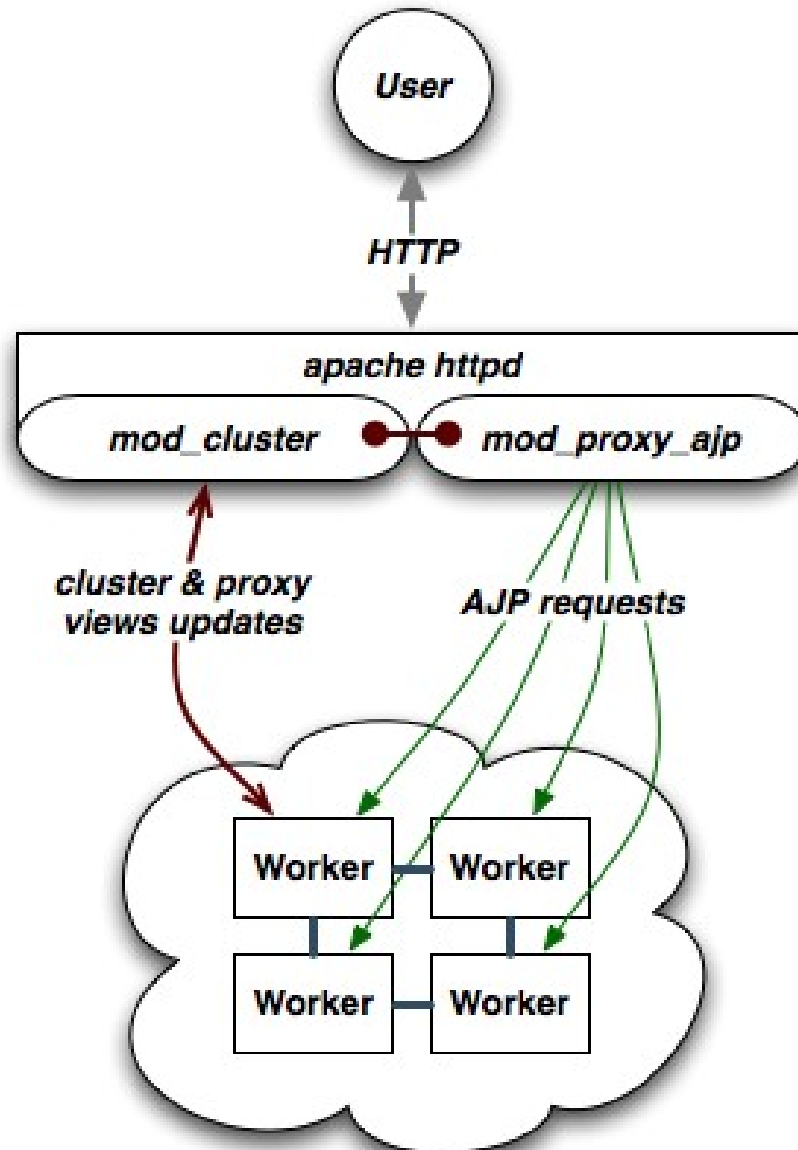 User
HTTP
apache httpd
mod_cluster
mod_proxy_ajp
cluster & proxy
views updates
AJP requests
Worker
Worker
Worker
Worker